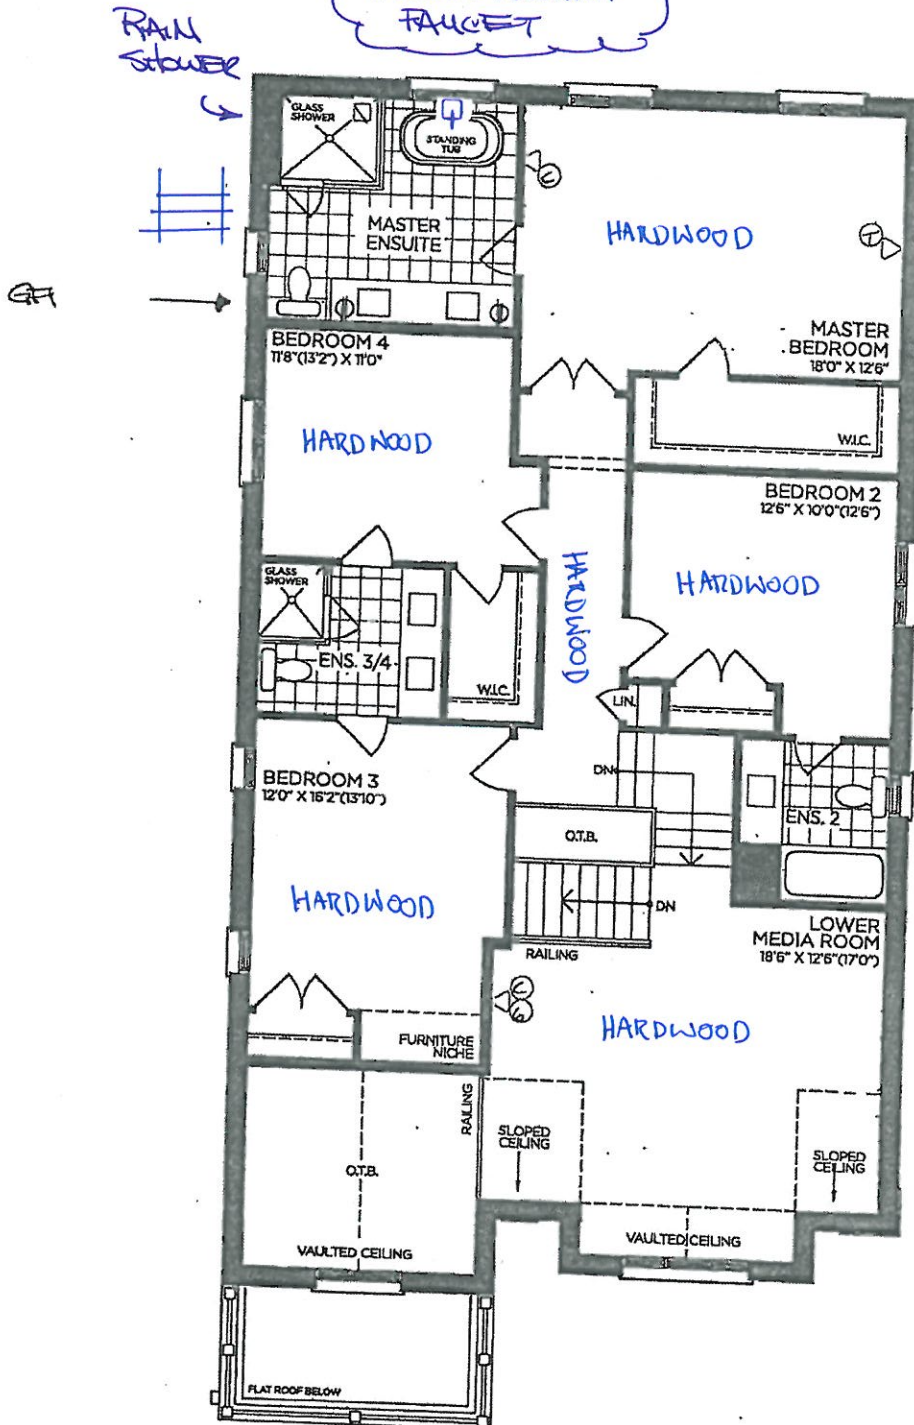 FAUCET
RAIN
SHOWER
GLASS
SHOWER
STANDING
TUB
C
MASTER
ENSUITE
HARDWOOD
T
GFI
BEDROOM 4
11'8"(13'2") X 11'0"
MASTER
BEDROOM
18'0" X 12'6"
HARDWOOD
W.I.C.
BEDROOM 2
12'6" X 10'0"(12'6")
HARDWOOD
HARDWOOD
GLASS
SHOWER
ENS. 3/4
W.I.C.
LIN.
BEDROOM 3
12'0" X 16'2"(13'10")
DN
ENS. 2
O.T.B.
HARDWOOD
DN
RAILING
LOWER
MEDIA ROOM
18'6" X 12'6"(17'0")
C
G
HARDWOOD
FURNITURE
NICHE
RAILING
SLOPED
CEILING
SLOPED
CEILING
O.T.B.
VAULTED CEILING
VAULTED CEILING
FLAT ROOF BELOW